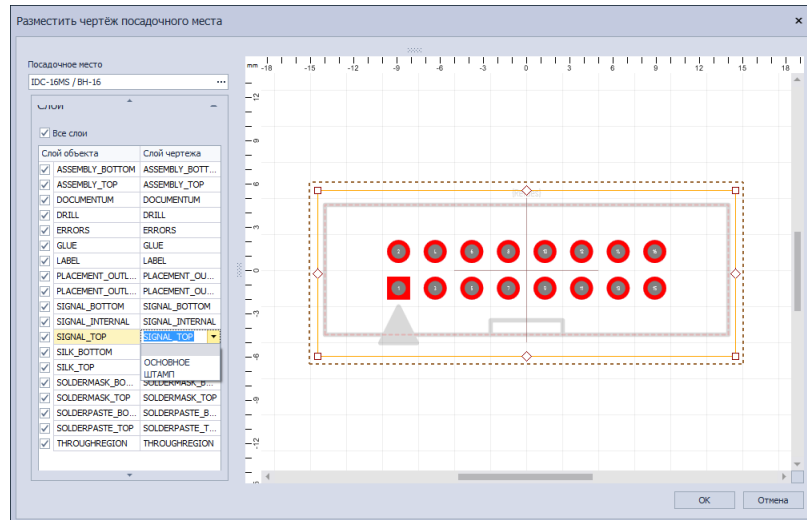 Разместить чертёж посадочного места
Посадочное место
IDC-16MS / BH-16
Слои
Все слои
Слой объекта Слой чертежа
ASSEMBLY_BOTTOM ASSEMBLY_BOTT...
ASSEMBLY_TOP ASSEMBLY_TOP
DOCUMENTUM DOCUMENTUM
DRILL DRILL
ERRORS ERRORS
GLUE GLUE
LABEL LABEL
PLACEMENT_OUTL... PLACEMENT_OU...
PLACEMENT_OUTL... PLACEMENT_OU...
SIGNAL_BOTTOM SIGNAL_BOTTOM
SIGNAL_INTERNAL SIGNAL_INTERNAL
SIGNAL_TOP SIGNAL_TOP
SILK_BOTTOM
SILK_TOP ОСНОВНОЕ
ШТАМП
SOLDERMASK_BO... SOLDERMASK_B...
SOLDERMASK_TOP SOLDERMASK_TOP
SOLDERPASTE_BO... SOLDERPASTE_B...
SOLDERPASTE_TOP SOLDERPASTE_T...
THROUGHREGION THROUGHREGION
mm -18 -15 -12 -9 -6 -3 0 3 6 9 12 15 18
12
9
6
3
0
-3
-6
-9
-12
OK Отмена